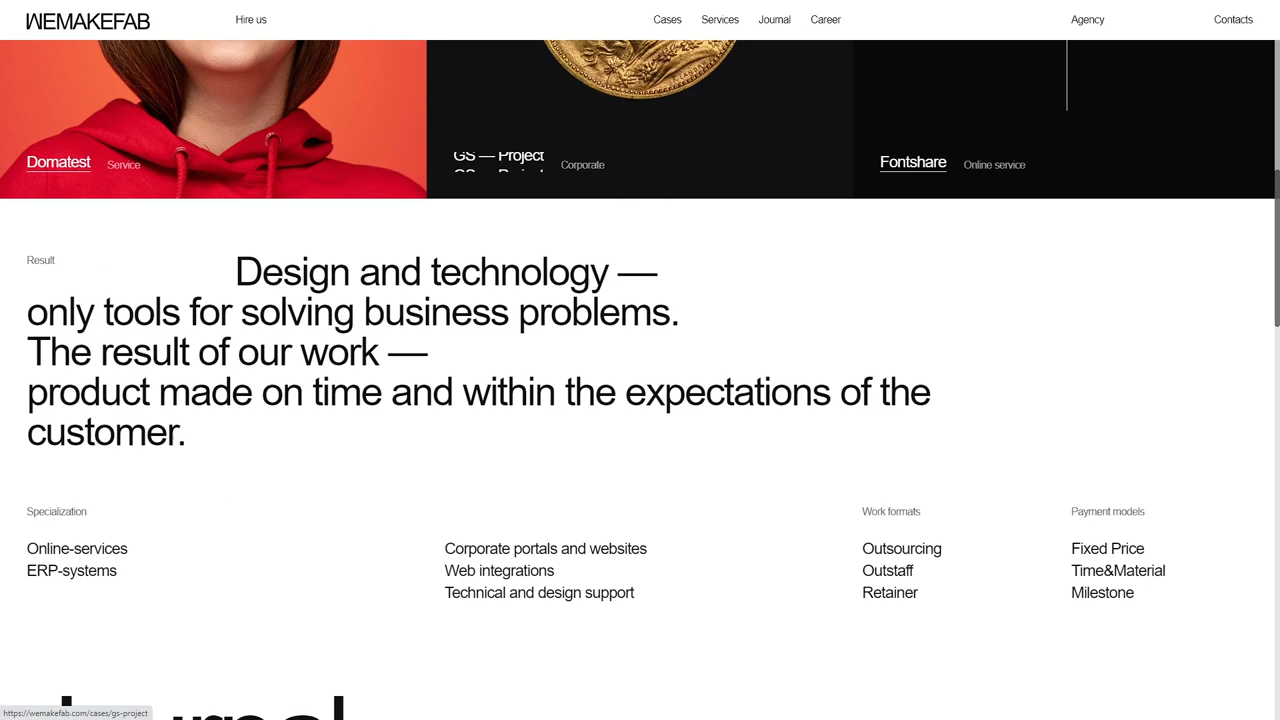 WEMAKEFAB
Hire us
Cases
Services
Journal
Career
Agency
Contacts
Domatest
Service
GS — Project
Corporate
Fontshare
Online service
Result
Design and technology —
only tools for solving business problems.
The result of our work —
product made on time and within the expectations of the
customer.
Specialization
Online-services
ERP-systems
Corporate portals and websites
Web integrations
Technical and design support
Work formats
Outsourcing
Outstaff
Retainer
Payment models
Fixed Price
Time&Material
Milestone
https://wemakefab.com/cases/gs-project